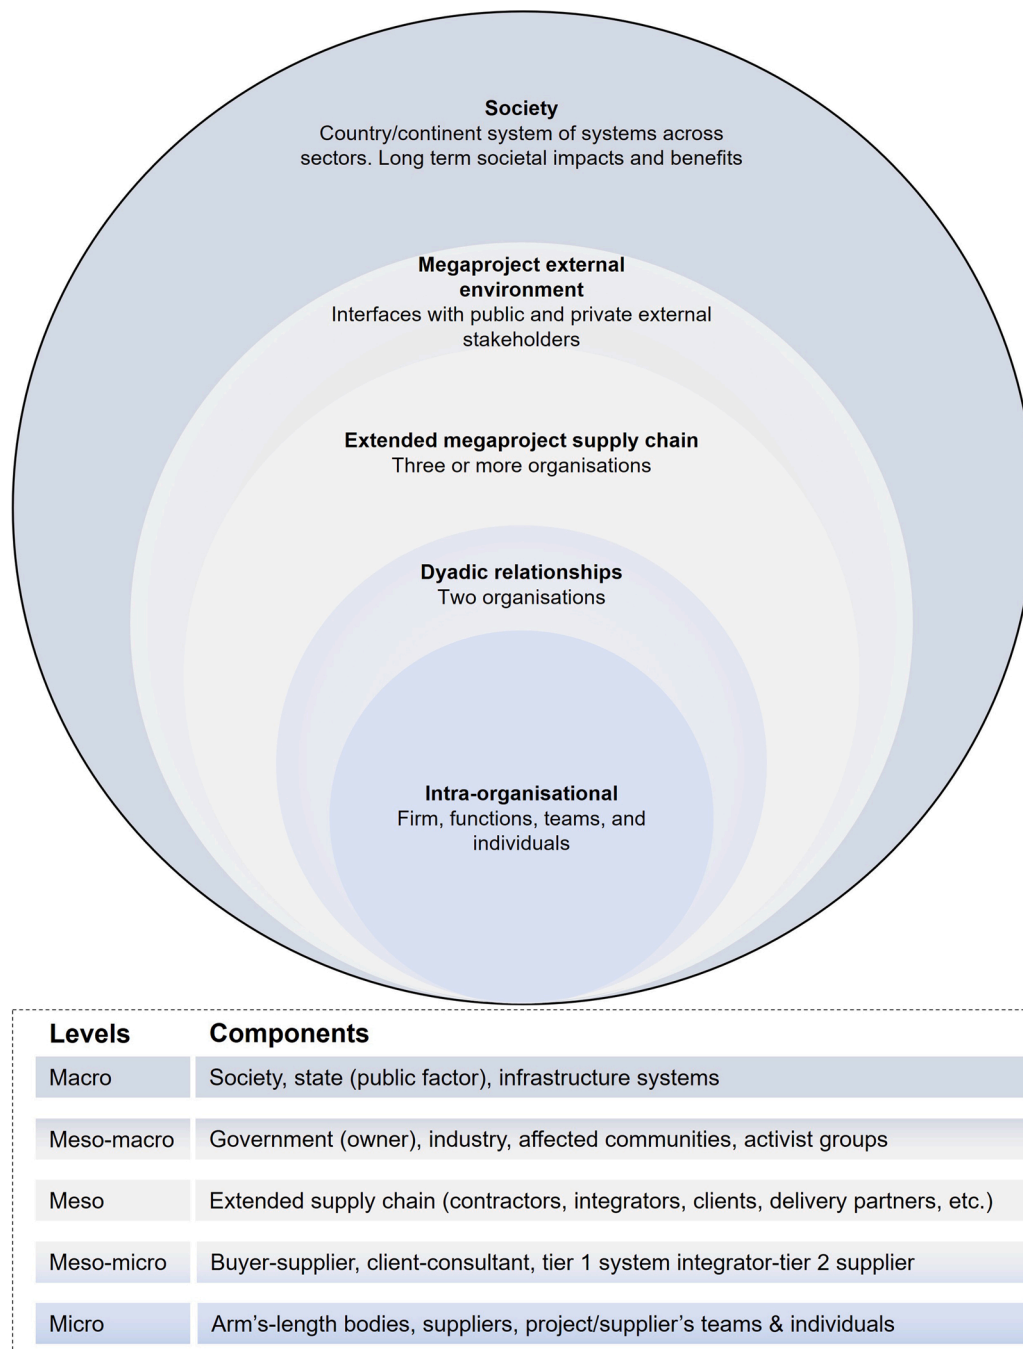 Society
Country/continent system of systems across
sectors. Long term societal impacts and benefits
Megaproject external
environment
Interfaces with public and private external
stakeholders
Extended megaproject supply chain
Three or more organisations
Dyadic relationships
Two organisations
Intra-organisational
Firm, functions, teams, and
individuals
Levels Components
Macro Society, state (public factor), infrastructure systems
Meso-macro Government (owner), industry, affected communities, activist groups
Meso Extended supply chain (contractors, integrators, clients, delivery partners, etc.)
Meso-micro Buyer-supplier, client-consultant, tier 1 system integrator-tier 2 supplier
Micro Arm’s-length bodies, suppliers, project/supplier’s teams & individuals